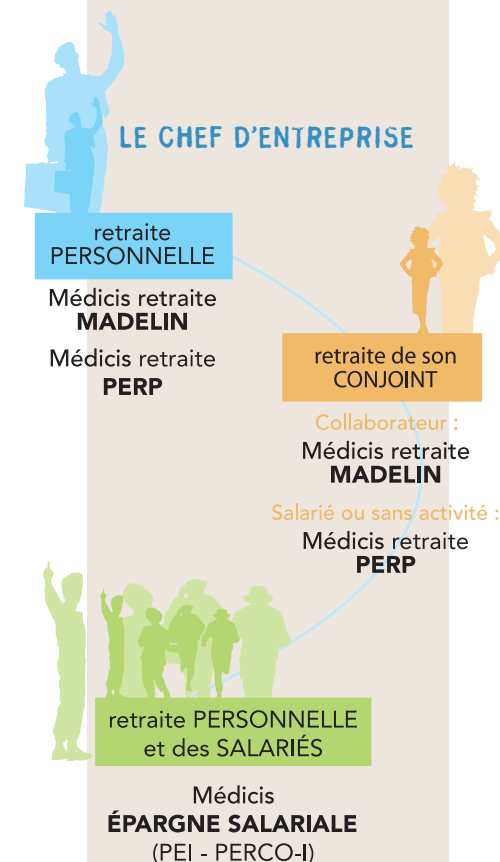 LE CHEF D'ENTREPRISE
retraite
PERSONNELLE
Médicis retraite
MADELIN
Médicis retraite
PERP
retraite de son
CONJOINT
Collaborateur :
Médicis retraite
MADELIN
Salarié ou sans activité :
Médicis retraite
PERP
retraite PERSONNELLE
et des SALARIÉS
Médicis
ÉPARGNE SALARIALE
(PEI - PERCO-I)